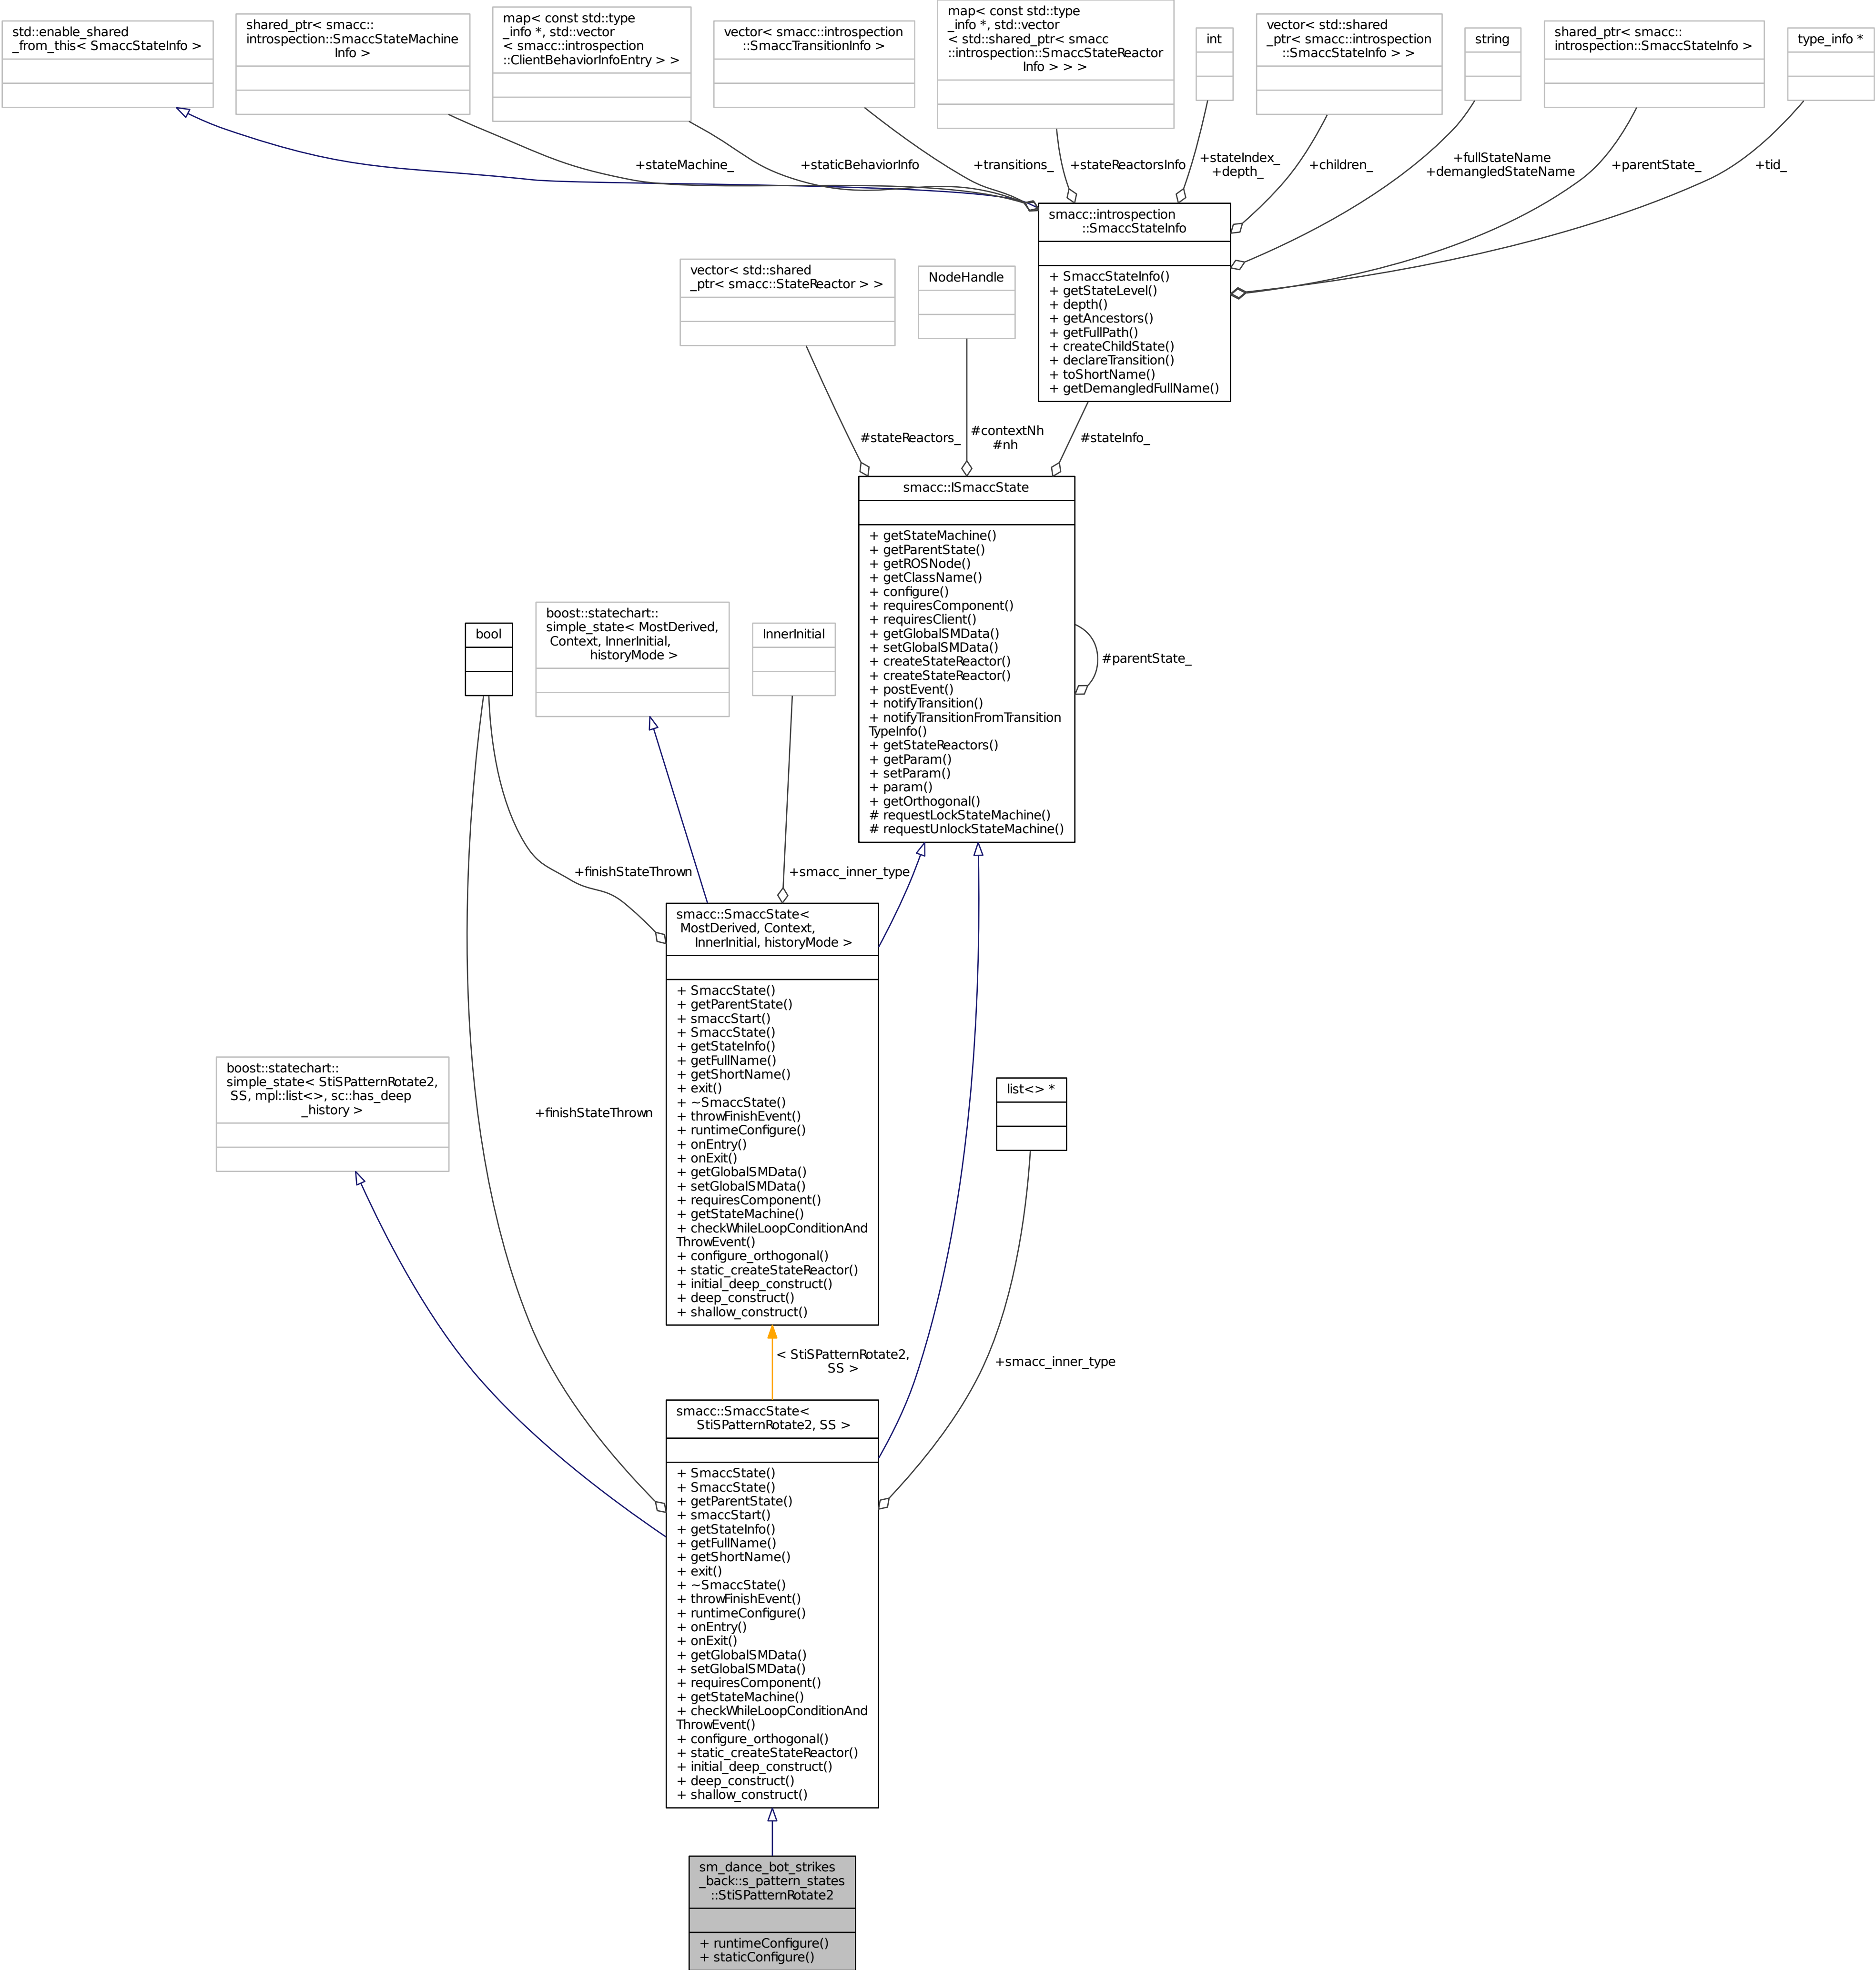 std::enable_shared
_from_this< SmaccStateInfo >
shared_ptr< smacc::
introspection::SmaccStateMachine
Info >
map< const std::type
_info *, std::vector
< smacc::introspection
::ClientBehaviorInfoEntry > >
vector< smacc::introspection
::SmaccTransitionInfo >
map< const std::type
_info *, std::vector
< std::shared_ptr< smacc
::introspection::SmaccStateReactor
Info > > >
int
vector< std::shared
_ptr< smacc::introspection
::SmaccStateInfo > >
string
shared_ptr< smacc::
introspection::SmaccStateInfo >
type_info *
+stateMachine_
+staticBehaviorInfo
+transitions_
+stateReactorsInfo
+stateIndex_
+depth_
+children_
+fullStateName
+demangledStateName
+parentState_
+tid_
smacc::introspection
::SmaccStateInfo
+ SmaccStateInfo()
+ getStateLevel()
+ depth()
+ getAncestors()
+ getFullPath()
+ createChildState()
+ declareTransition()
+ toShortName()
+ getDemangledFullName()
vector< std::shared
_ptr< smacc::StateReactor > >
NodeHandle
#stateReactors_
#contextNh
#nh
#stateInfo_
smacc::ISmaccState
+ getStateMachine()
+ getParentState()
+ getROSNode()
+ getClassName()
+ configure()
+ requiresComponent()
+ requiresClient()
+ getGlobalSMData()
+ setGlobalSMData()
+ createStateReactor()
+ createStateReactor()
+ postEvent()
+ notifyTransition()
+ notifyTransitionFromTransition
TypeInfo()
+ getStateReactors()
+ getParam()
+ setParam()
+ param()
+ getOrthogonal()
# requestLockStateMachine()
# requestUnlockStateMachine()
#parentState_
bool
boost::statechart::
simple_state< MostDerived,
Context, InnerInitial,
historyMode >
InnerInitial
+finishStateThrown
+smacc_inner_type
smacc::SmaccState<
MostDerived, Context,
InnerInitial, historyMode >
+ SmaccState()
+ getParentState()
+ smaccStart()
+ SmaccState()
+ getStateInfo()
+ getFullName()
+ getShortName()
+ exit()
+ ~SmaccState()
+ throwFinishEvent()
+ runtimeConfigure()
+ onEntry()
+ onExit()
+ getGlobalSMData()
+ setGlobalSMData()
+ requiresComponent()
+ getStateMachine()
+ checkWhileLoopConditionAnd
ThrowEvent()
+ configure_orthogonal()
+ static_createStateReactor()
+ initial_deep_construct()
+ deep_construct()
+ shallow_construct()
boost::statechart::
simple_state< StiSPatternRotate2,
SS, mpl::list<>, sc::has_deep
_history >
+finishStateThrown
list<> *
< StiSPatternRotate2,
SS >
+smacc_inner_type
smacc::SmaccState<
StiSPatternRotate2, SS >
+ SmaccState()
+ SmaccState()
+ getParentState()
+ smaccStart()
+ getStateInfo()
+ getFullName()
+ getShortName()
+ exit()
+ ~SmaccState()
+ throwFinishEvent()
+ runtimeConfigure()
+ onEntry()
+ onExit()
+ getGlobalSMData()
+ setGlobalSMData()
+ requiresComponent()
+ getStateMachine()
+ checkWhileLoopConditionAnd
ThrowEvent()
+ configure_orthogonal()
+ static_createStateReactor()
+ initial_deep_construct()
+ deep_construct()
+ shallow_construct()
sm_dance_bot_strikes
_back::s_pattern_states
::StiSPatternRotate2
+ runtimeConfigure()
+ staticConfigure()